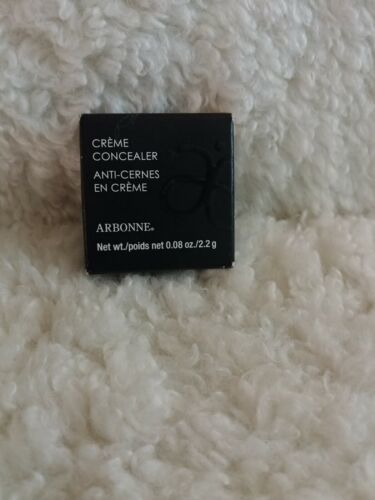 CRÈME
CONCEALER
ANTI-CERNES
EN CRÈME
ARBONNE®
Net wt./poids net 0.08 oz./2.2 g